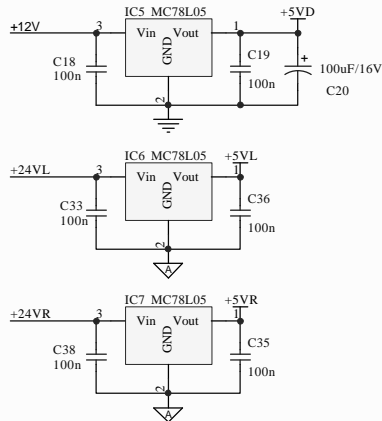 IC5 MC78L05
+5VD
+12V
3
Vin
Vout
1
GND
2
C18
100n
C19
100n
+
100uF/16V
C20
IC6 MC78L05
+5VL
+24VL
3
Vin
Vout
1
GND
2
C33
100n
C36
100n
A
IC7 MC78L05
+5VR
+24VR
3
Vin
Vout
1
GND
2
C38
100n
C35
100n
A